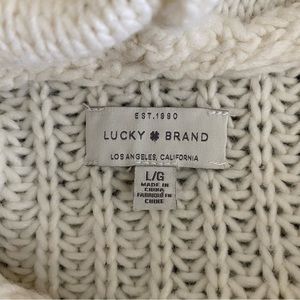 EST. 1990
LUCKY BRAND
LOS ANGELES, CALIFORNIA
L/G
MADE IN
CHINA
FABRIQUÉ EN
CHINE